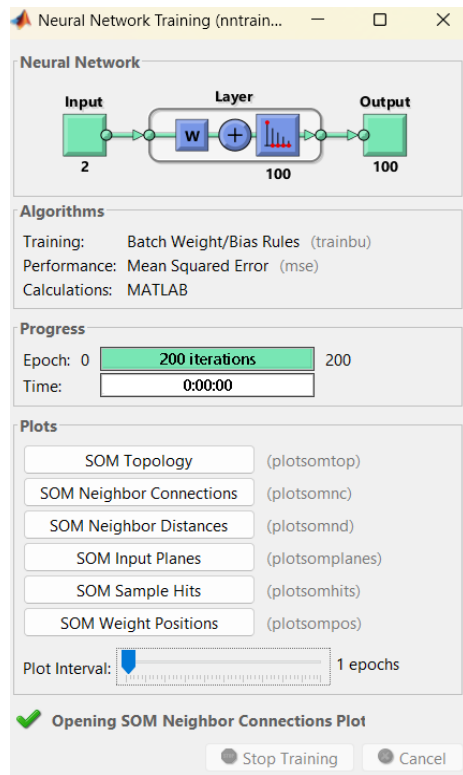 Neural Network Training (nntrain...
Neural Network
Input Layer Output
W
2 100 100
Algorithms
Training: Batch Weight/Bias Rules (trainbu)
Performance: Mean Squared Error (mse)
Calculations: MATLAB
Progress
Epoch: 0 200 iterations 200
Time: 0:00:00
Plots
SOM Topology (plotsomtop)
SOM Neighbor Connections (plotsomnc)
SOM Neighbor Distances (plotsomnd)
SOM Input Planes (plotsomplanes)
SOM Sample Hits (plotsomhits)
SOM Weight Positions (plotsompos)
Plot Interval: 1 epochs
Opening SOM Neighbor Connections Plot
Stop Training Cancel